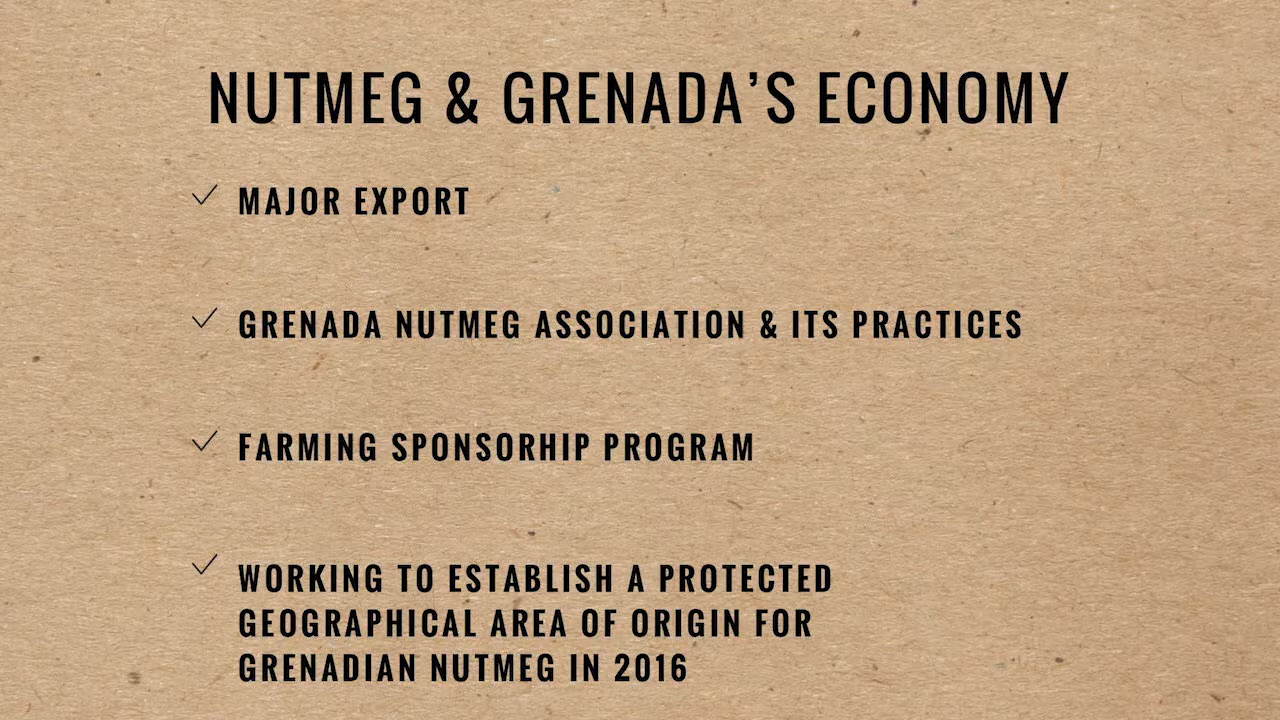 NUTMEG & GRENADA’S ECONOMY
MAJOR EXPORT
GRENADA NUTMEG ASSOCIATION & ITS PRACTICES
FARMING SPONSORHIP PROGRAM
WORKING TO ESTABLISH A PROTECTED
GEOGRAPHICAL AREA OF ORIGIN FOR
GRENADIAN NUTMEG IN 2016